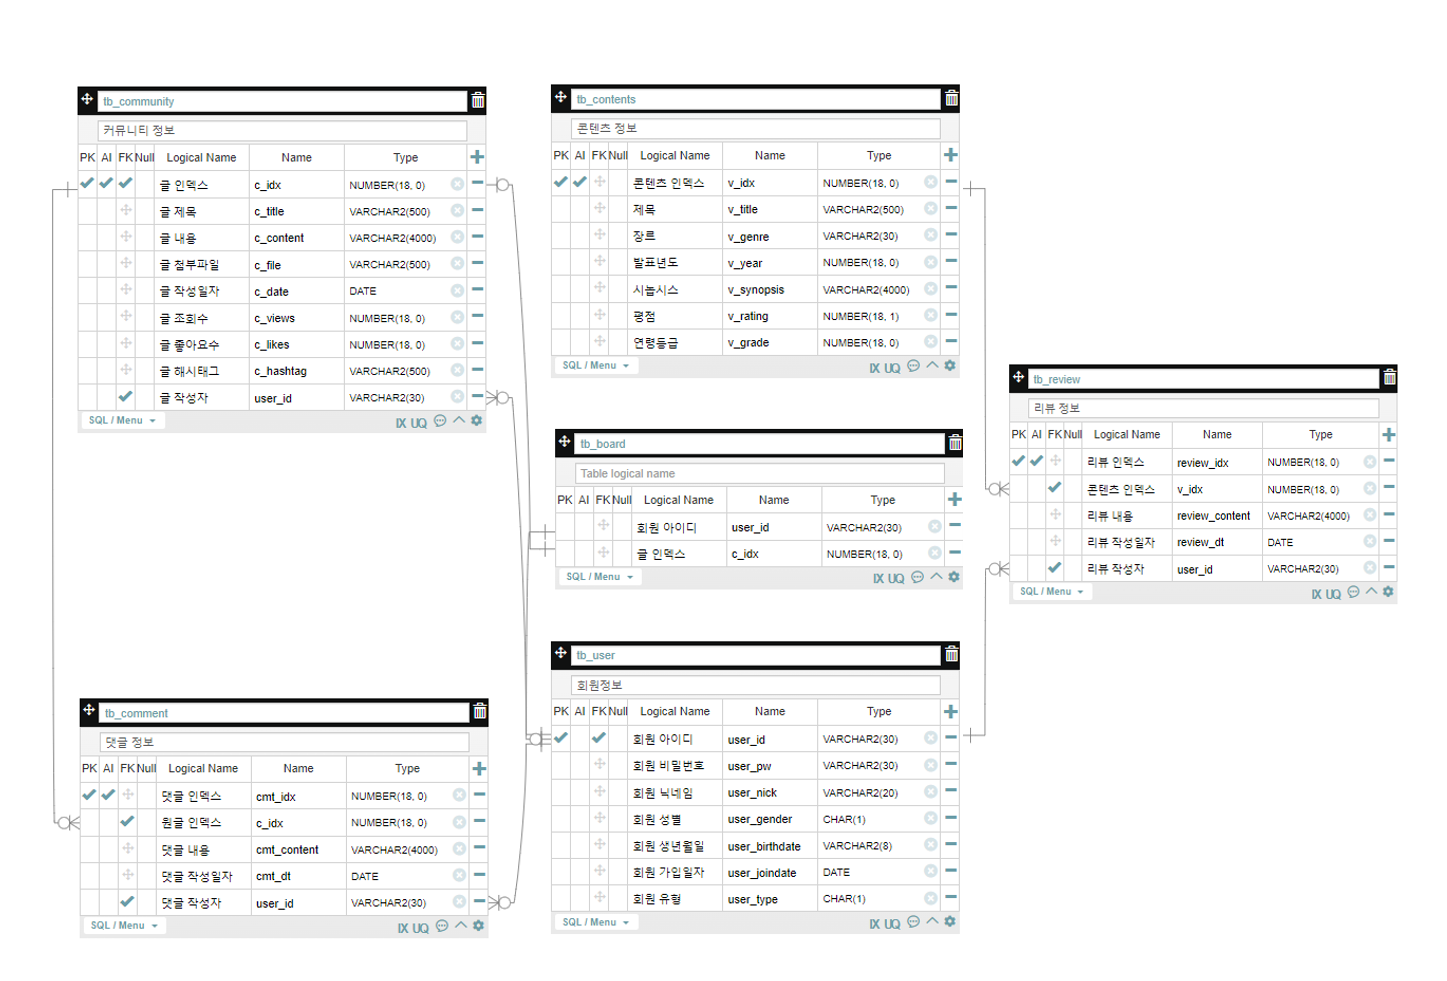 tb_community
커뮤니티 정보
PK AI FK Null Logical Name Name Type
글 인덱스 c_idx NUMBER(18, 0)
글 제목 c_title VARCHAR2(500)
글 내용 c_content VARCHAR2(4000)
글 첨부파일 c_file VARCHAR2(500)
글 작성일자 c_date DATE
글 조회수 c_views NUMBER(18, 0)
글 좋아요수 c_likes NUMBER(18, 0)
글 해시태그 c_hashtag VARCHAR2(500)
글 작성자 user_id VARCHAR2(30)
SQL / Menu IX UQ
tb_contents
콘텐츠 정보
PK AI FK Null Logical Name Name Type
콘텐츠 인덱스 v_idx NUMBER(18, 0)
제목 v_title VARCHAR2(500)
장르 v_genre VARCHAR2(30)
발표년도 v_year NUMBER(18, 0)
시놉시스 v_synopsis VARCHAR2(4000)
평점 v_rating NUMBER(18, 1)
연령등급 v_grade NUMBER(18, 0)
SQL / Menu IX UQ
tb_review
리뷰 정보
PK AI FK Null Logical Name Name Type
리뷰 인덱스 review_idx NUMBER(18, 0)
콘텐츠 인덱스 v_idx NUMBER(18, 0)
리뷰 내용 review_content VARCHAR2(4000)
리뷰 작성일자 review_dt DATE
리뷰 작성자 user_id VARCHAR2(30)
SQL / Menu IX UQ
tb_board
Table logical name
PK AI FK Null Logical Name Name Type
회원 아이디 user_id VARCHAR2(30)
글 인덱스 c_idx NUMBER(18, 0)
SQL / Menu IX UQ
tb_user
회원정보
PK AI FK Null Logical Name Name Type
회원 아이디 user_id VARCHAR2(30)
회원 비밀번호 user_pw VARCHAR2(30)
회원 닉네임 user_nick VARCHAR2(20)
회원 성별 user_gender CHAR(1)
회원 생년월일 user_birthdate VARCHAR2(8)
회원 가입일자 user_joindate DATE
회원 유형 user_type CHAR(1)
SQL / Menu IX UQ
tb_comment
댓글 정보
PK AI FK Null Logical Name Name Type
댓글 인덱스 cmt_idx NUMBER(18, 0)
원글 인덱스 c_idx NUMBER(18, 0)
댓글 내용 cmt_content VARCHAR2(4000)
댓글 작성일자 cmt_dt DATE
댓글 작성자 user_id VARCHAR2(30)
SQL / Menu IX UQ